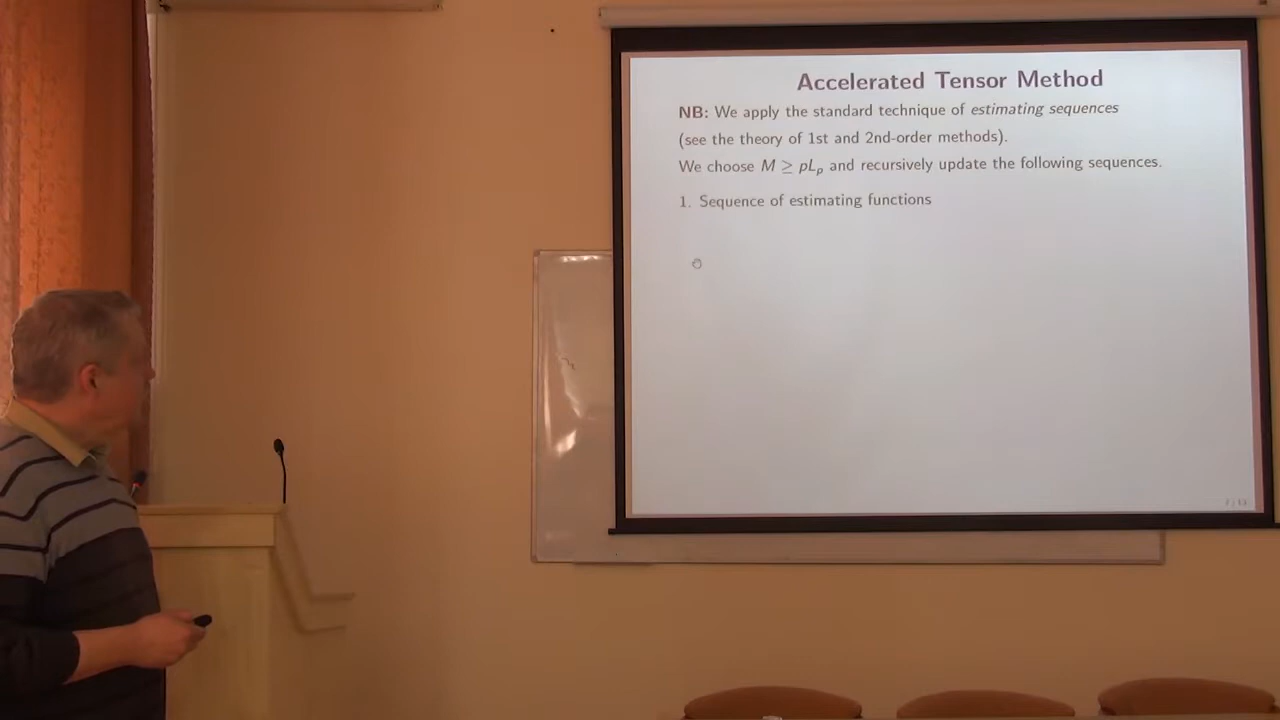 Accelerated Tensor Method
NB: We apply the standard technique of estimating sequences
(see the theory of 1st and 2nd-order methods).
We choose M ≥ pLₚ and recursively update the following sequences.
1. Sequence of estimating functions